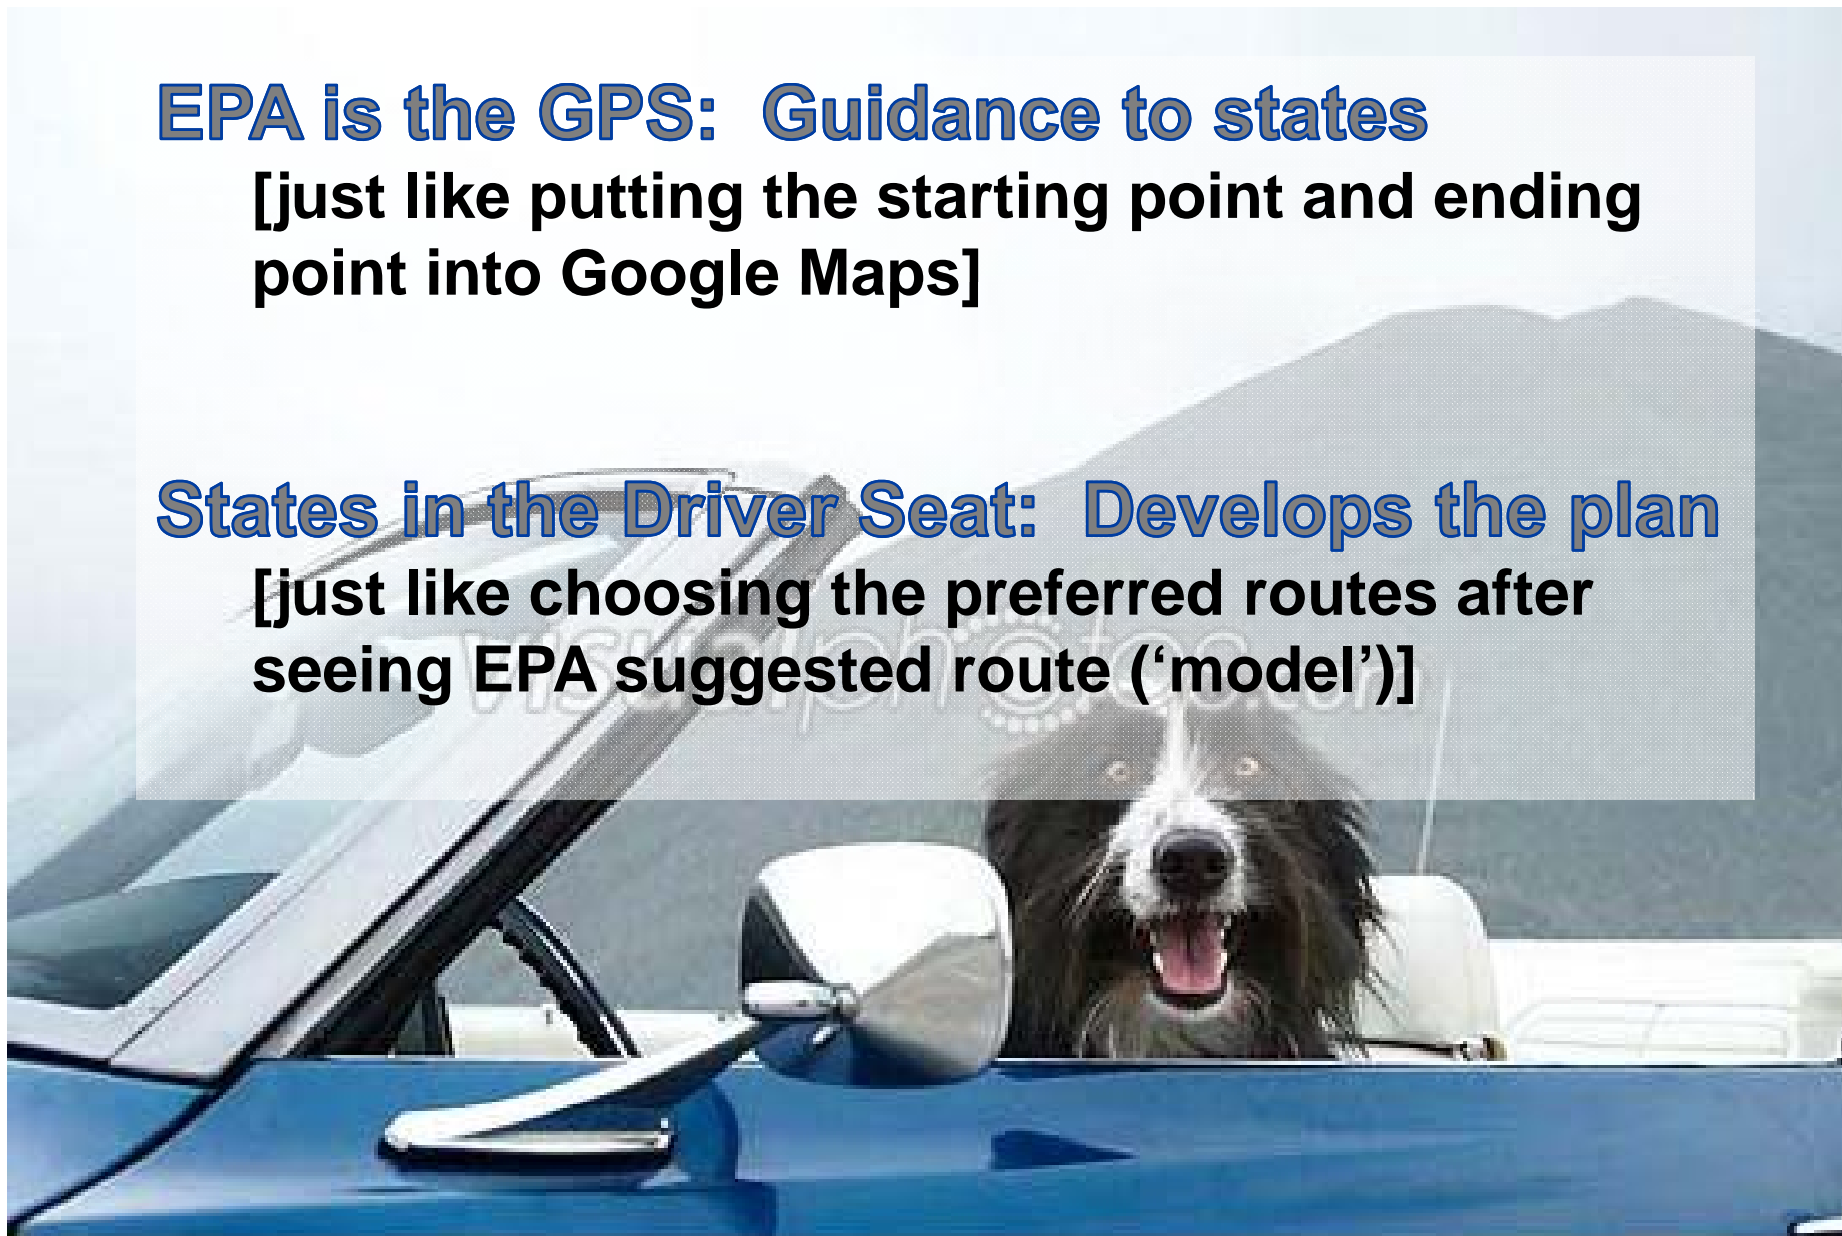 EPA is the GPS:  Guidance to states
[just like putting the starting point and ending
point into Google Maps]
States in the Driver Seat:  Develops the plan
[just like choosing the preferred routes after
seeing EPA suggested route (‘model’)]
visualphotos.com